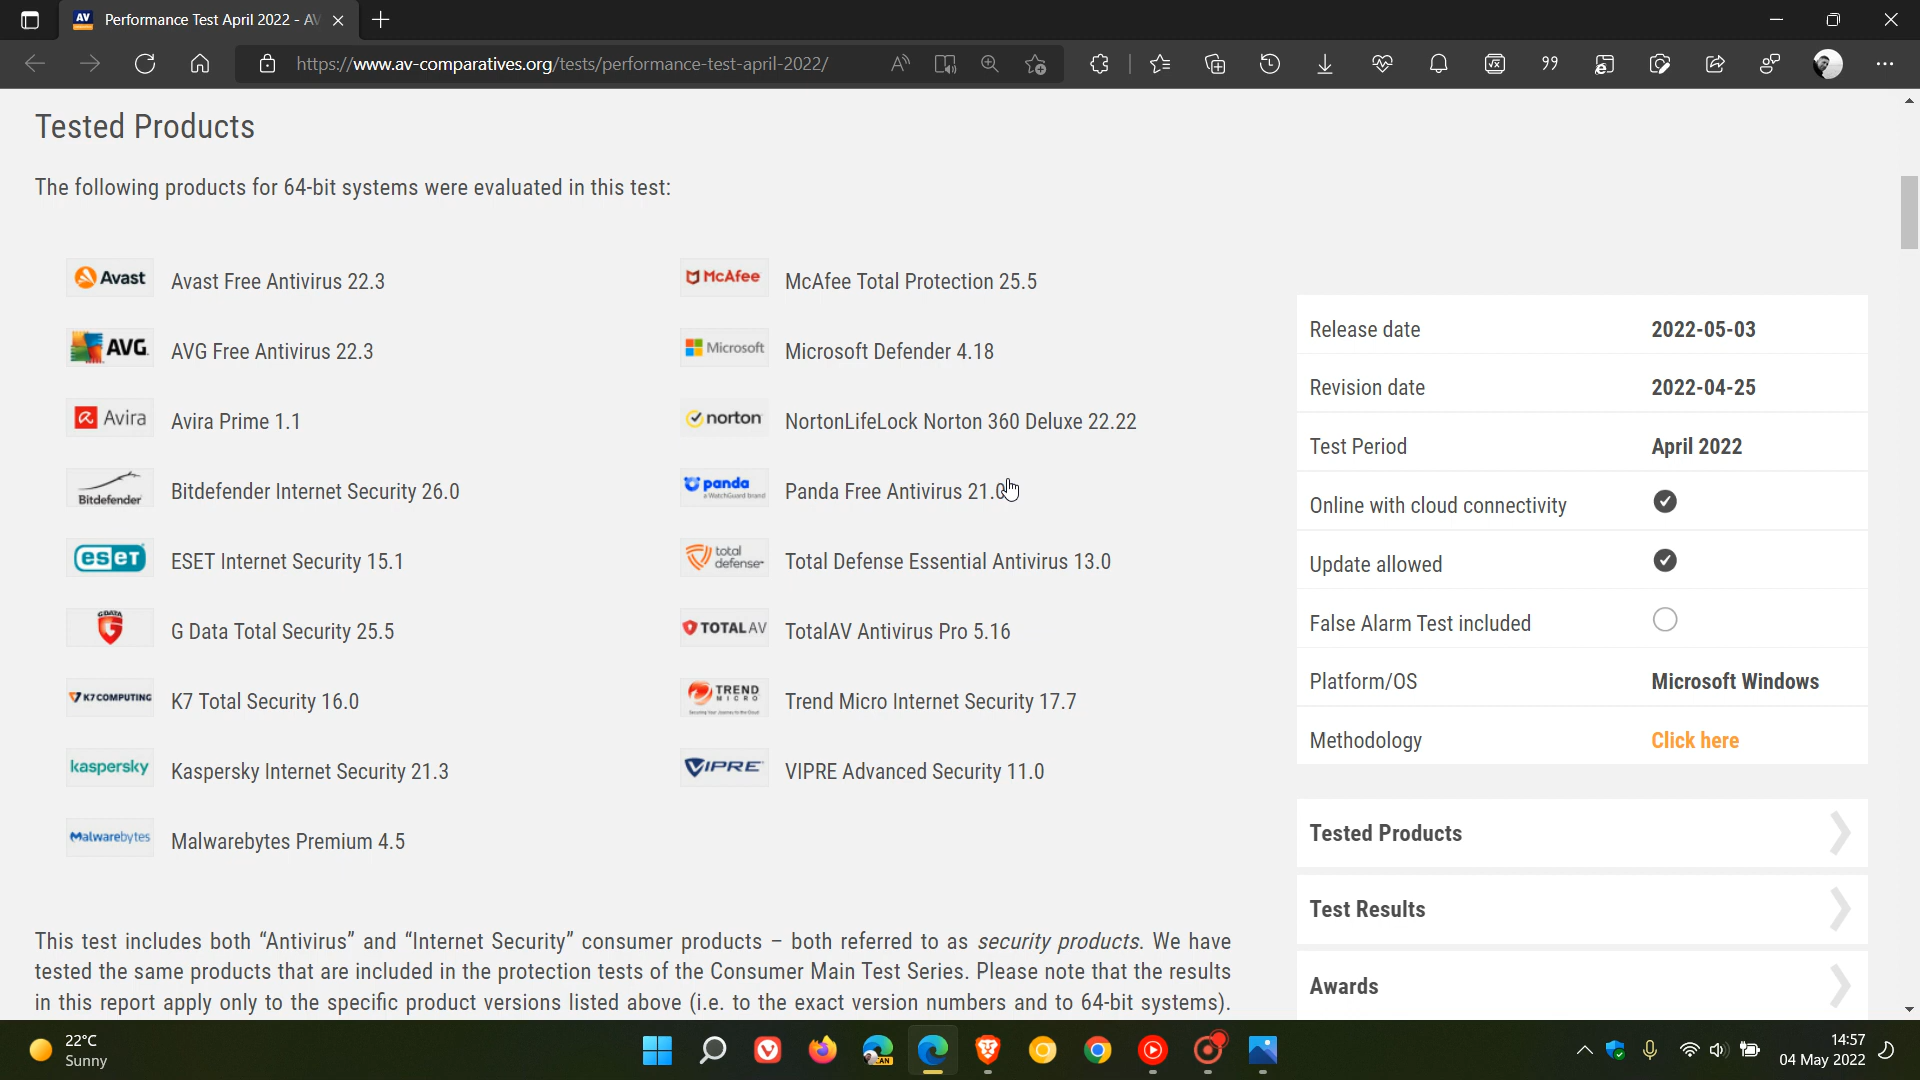 Performance Test April 2022 - AV
https://www.av-comparatives.org/tests/performance-test-april-2022/
Tested Products
The following products for 64-bit systems were evaluated in this test:
Avast Avast Free Antivirus 22.3
AVG Free Antivirus 22.3
Avira Avira Prime 1.1
Bitdefender Bitdefender Internet Security 26.0
eseT ESET Internet Security 15.1
G DATA G Data Total Security 25.5
K7 COMPUTING K7 Total Security 16.0
kaspersky Kaspersky Internet Security 21.3
Malwarebytes Malwarebytes Premium 4.5
McAfee McAfee Total Protection 25.5
Microsoft Microsoft Defender 4.18
norton NortonLifeLock Norton 360 Deluxe 22.22
panda a WatchGuard brand Panda Free Antivirus 21.0
total defense Total Defense Essential Antivirus 13.0
TOTAL AV TotalAV Antivirus Pro 5.16
TREND MICRO Trend Micro Internet Security 17.7
VIPRE VIPRE Advanced Security 11.0
This test includes both “Antivirus” and “Internet Security” consumer products – both referred to as security products. We have
tested the same products that are included in the protection tests of the Consumer Main Test Series. Please note that the results
in this report apply only to the specific product versions listed above (i.e. to the exact version numbers and to 64-bit systems).
Release date 2022-05-03
Revision date 2022-04-25
Test Period April 2022
Online with cloud connectivity
Update allowed
False Alarm Test included
Platform/OS Microsoft Windows
Methodology Click here
Tested Products
Test Results
Awards
22°C
Sunny
CAN
14:57
04 May 2022